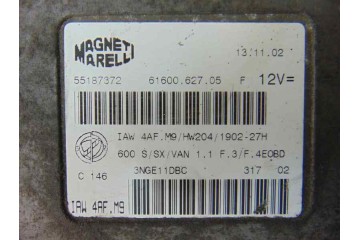 MAGNETI
MARELLI
13.11.02
55187372 61600.627.05 F 12V=
IAW 4AF.M9/HW204/1902-27H
600 S/SX/VAN 1.1 F.3/F.4EOBD
C 146 3NGE11DBC 317 02
IAW 4AF.M9